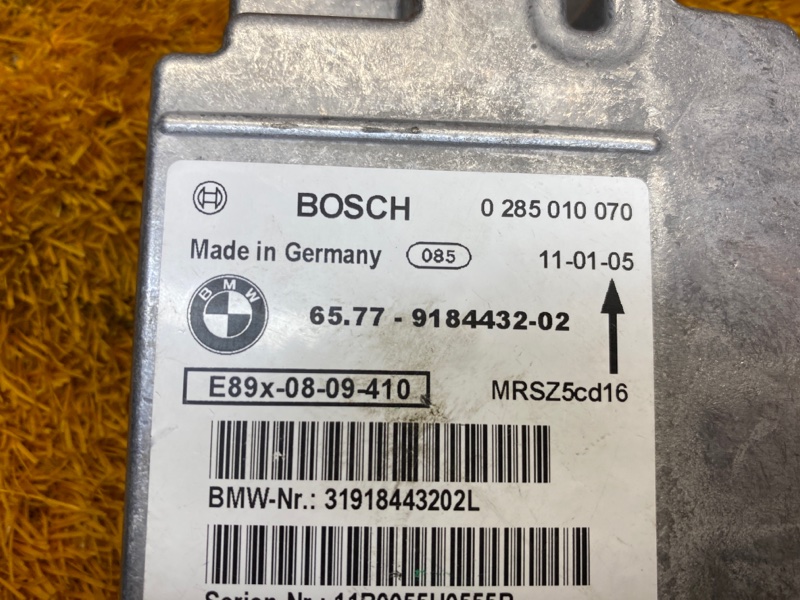 BOSCH 0 285 010 070
Made in Germany 085 11-01-05
BMW
65.77 - 9184432-02
E89x-08-09-410 MRSZ5cd16
BMW-Nr.: 31918443202L